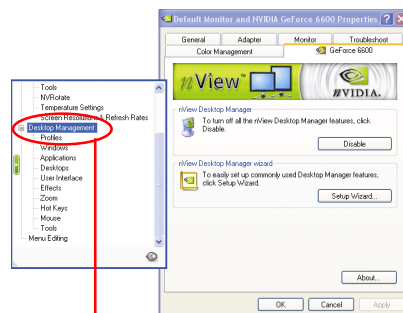 Default Monitor and NVIDIA GeForce 6600 Properties
General
Adapter
Monitor
Troubleshoot
Color Management
GeForce 6600
nView™
nVIDIA.
nView Desktop Manager
To turn off all the nView Desktop Manager features, click
Disable.
Disable
nView Desktop Manager wizard
To easily set up commonly used Desktop Manager features,
click Setup Wizard.
Setup Wizard...
About...
OK
Cancel
Apply
Tools
NVRotate
Temperature Settings
Screen Resolutions & Refresh Rates
Desktop Management
Profiles
Windows
Applications
Desktops
User Interface
Effects
Zoom
Hot Keys
Mouse
Tools
Menu Editing